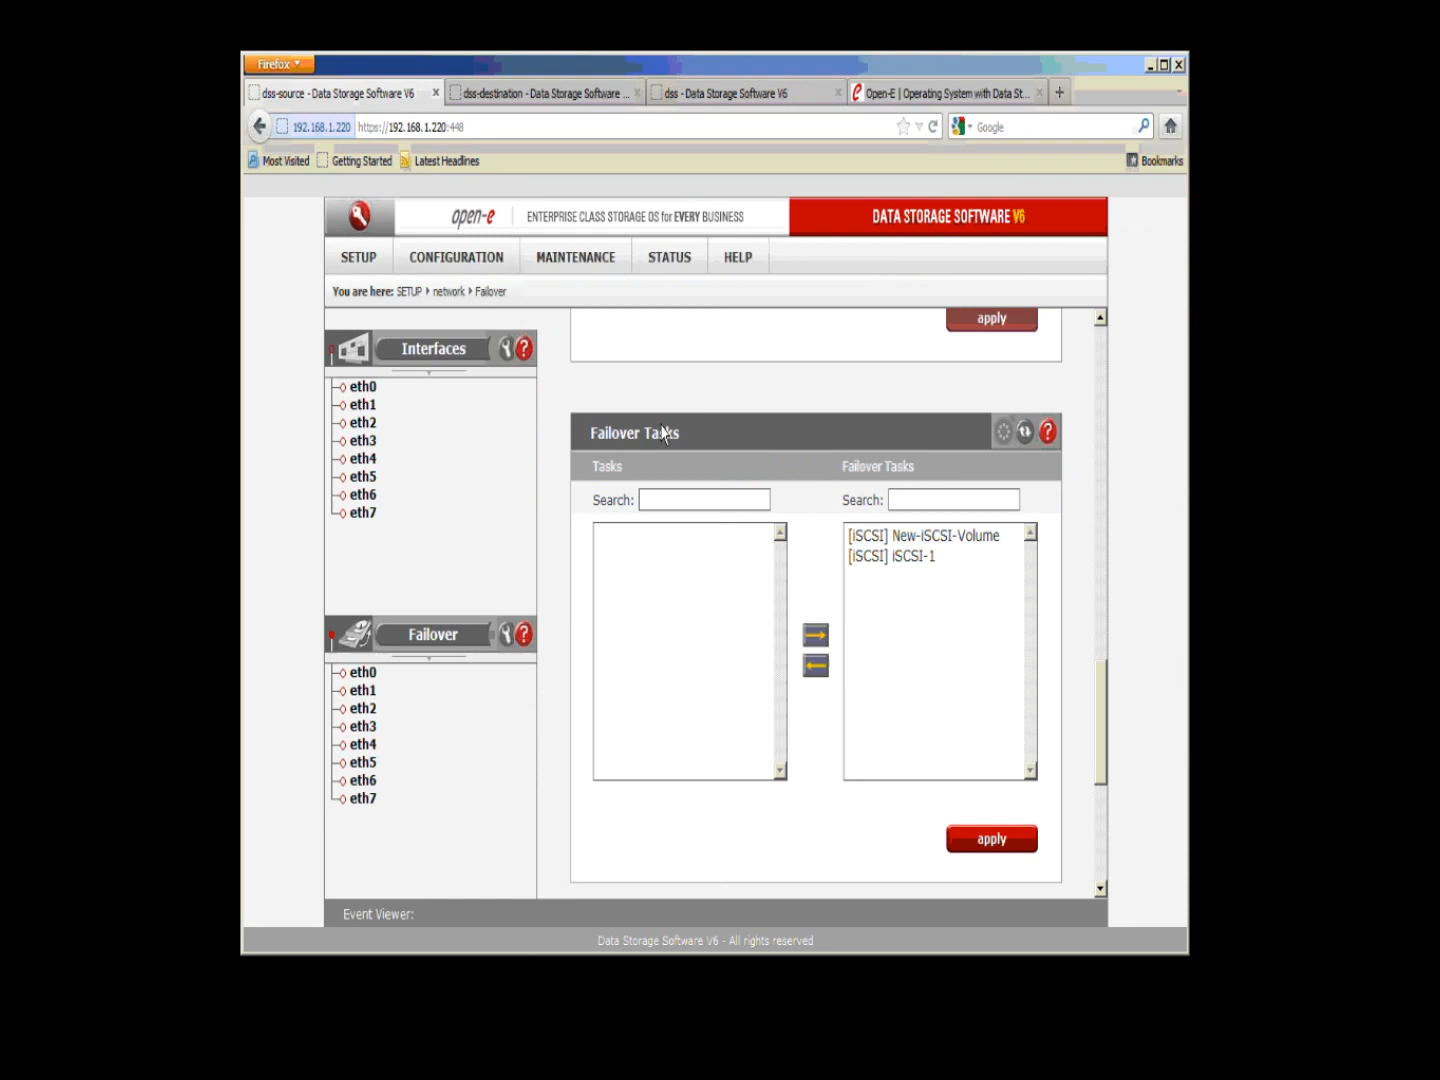 Firefox
dss-source - Data Storage Software V6
dss-destination - Data Storage Software ...
dss - Data Storage Software V6
Open-E | Operating System with Data St...
192.168.1.220
https://192.168.1.220:448
Google
Most Visited
Getting Started
Latest Headlines
Bookmarks
open-e
ENTERPRISE CLASS STORAGE OS for EVERY BUSINESS
DATA STORAGE SOFTWARE V6
SETUP
CONFIGURATION
MAINTENANCE
STATUS
HELP
You are here: SETUP network Failover
apply
Interfaces
eth0
eth1
eth2
eth3
eth4
eth5
eth6
eth7
Failover
eth0
eth1
eth2
eth3
eth4
eth5
eth6
eth7
Failover Tasks
Tasks
Failover Tasks
Search:
Search:
[iSCSI] New-iSCSI-Volume
[iSCSI] iSCSI-1
apply
Event Viewer:
Data Storage Software V6 - All rights reserved